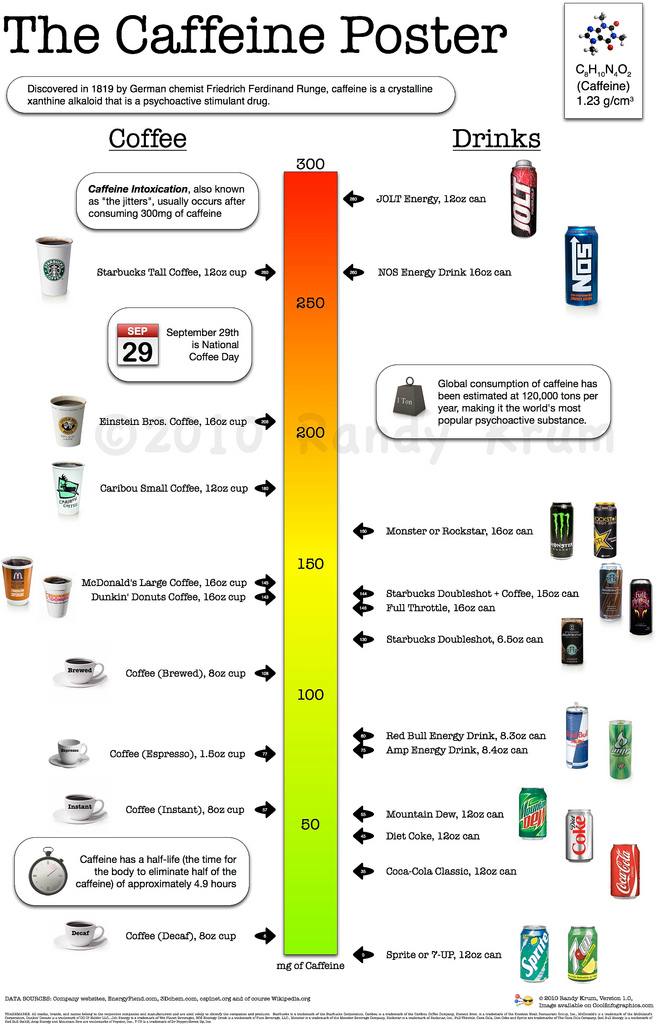 The Caffeine Poster
C8H10N4O2
(Caffeine)
1.23 g/cm³
Discovered in 1819 by German chemist Friedrich Ferdinand Runge, caffeine is a crystalline
xanthine alkaloid that is a psychoactive stimulant drug.
Coffee
Drinks
300
Caffeine Intoxication, also known
as "the jitters", usually occurs after
consuming 300mg of caffeine
280
JOLT Energy, 12oz can
JOLT
Starbucks Tall Coffee, 12oz cup
260
260
NOS Energy Drink 16oz can
NOS
250
SEP
29
September 29th
is National
Coffee Day
1 Ton
Global consumption of caffeine has
been estimated at 120,000 tons per
year, making it the world's most
popular psychoactive substance.
Einstein Bros. Coffee, 16oz cup
200
©2010 Randy Krum
Caribou Small Coffee, 12oz cup
180
160
Monster or Rockstar, 16oz can
MONSTER
ROCKSTAR
150
McDonald's Large Coffee, 16oz cup
145
Dunkin' Donuts Coffee, 16oz cup
143
Starbucks Doubleshot + Coffee, 15oz can
Full Throttle, 16oz can
130
Starbucks Doubleshot, 6.5oz can
Brewed
Coffee (Brewed), 8oz cup
108
100
80
Red Bull Energy Drink, 8.3oz can
Amp Energy Drink, 8.4oz can
Espresso
Coffee (Espresso), 1.5oz cup
77
Instant
Coffee (Instant), 8oz cup
57
50
55
Mountain Dew, 12oz can
Mountain Dew
45
Diet Coke, 12oz can
Diet Coke
35
Coca-Cola Classic, 12oz can
Coca-Cola
Caffeine has a half-life (the time for
the body to eliminate half of the
caffeine) of approximately 4.9 hours
Decaf
Coffee (Decaf), 8oz cup
0
Sprite or 7-UP, 12oz can
Sprite
7UP
mg of Caffeine
DATA SOURCES: Company websites, EnergyFiend.com, 3Dchem.com, cspinet.org and of course Wikipedia.org
© 2010 Randy Krum, Version 1.0,
Image available on CoolInfographics.com